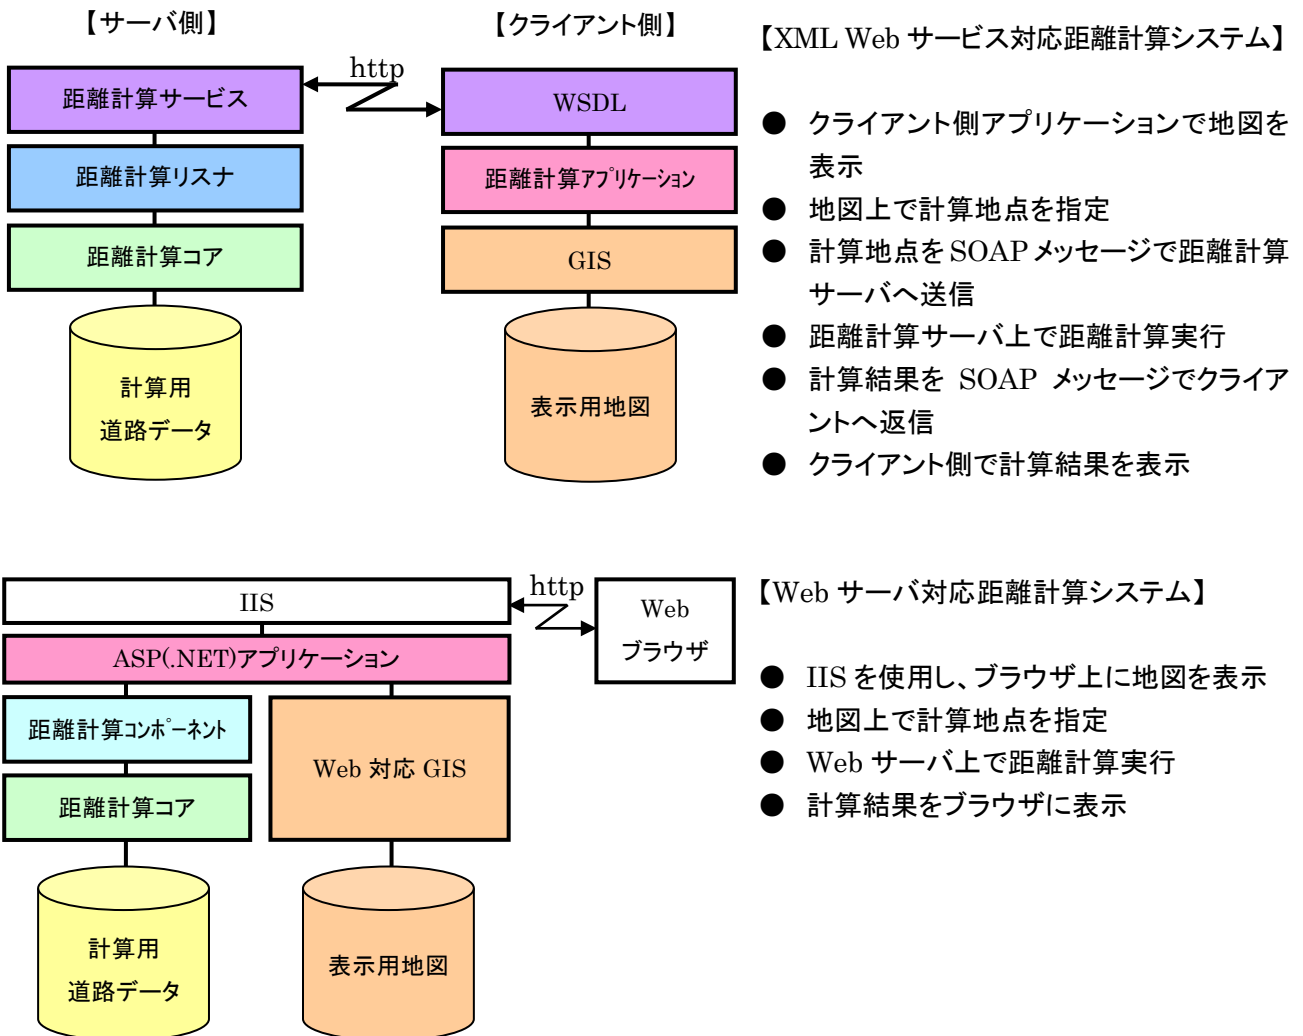 【サーバ側】
【クライアント側】
http
距離計算サービス
距離計算リスナ
距離計算コア
計算用
道路データ
WSDL
距離計算ｱﾌﾟﾘｹｰｼｮﾝ
GIS
表示用地図
【XML Web サービス対応距離計算システム】
● クライアント側アプリケーションで地図を
表示
● 地図上で計算地点を指定
● 計算地点を SOAP メッセージで距離計算
サーバへ送信
● 距離計算サーバ上で距離計算実行
● 計算結果を SOAP メッセージでクライア
ントへ返信
● クライアント側で計算結果を表示
IIS
http
Web
ブラウザ
ASP(.NET)アプリケーション
距離計算ｺﾝﾎﾟｰﾈﾝﾄ
距離計算コア
Web 対応 GIS
計算用
道路データ
表示用地図
【Web サーバ対応距離計算システム】
● IIS を使用し、ブラウザ上に地図を表示
● 地図上で計算地点を指定
● Web サーバ上で距離計算実行
● 計算結果をブラウザに表示